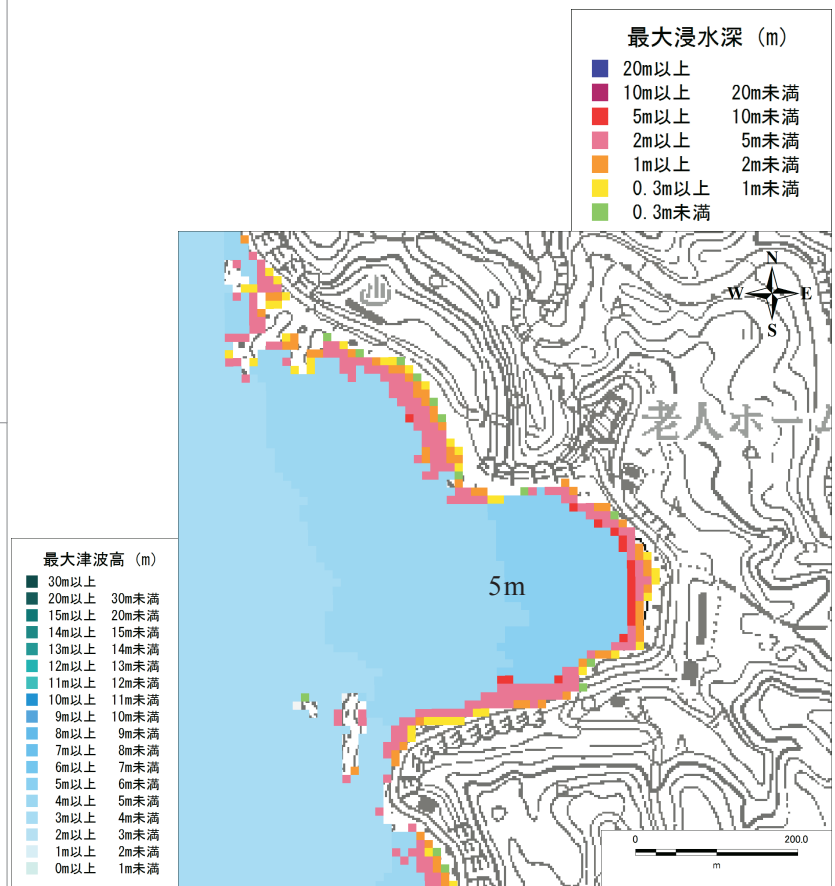 最大浸水深 (m)
20m以上
10m以上 20m未満
5m以上 10m未満
2m以上 5m未満
1m以上 2m未満
0.3m以上 1m未満
0.3m未満
N
W E
S
老人ホーム
5m
最大津波高 (m)
30m以上
20m以上 30m未満
15m以上 20m未満
14m以上 15m未満
13m以上 14m未満
12m以上 13m未満
11m以上 12m未満
10m以上 11m未満
9m以上 10m未満
8m以上 9m未満
7m以上 8m未満
6m以上 7m未満
5m以上 6m未満
4m以上 5m未満
3m以上 4m未満
2m以上 3m未満
1m以上 2m未満
0m以上 1m未満
0 200.0
m